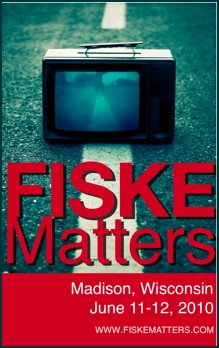 FISKE
Matters
Madison, Wisconsin
June 11-12, 2010
WWW.FISKEMATTERS.COM